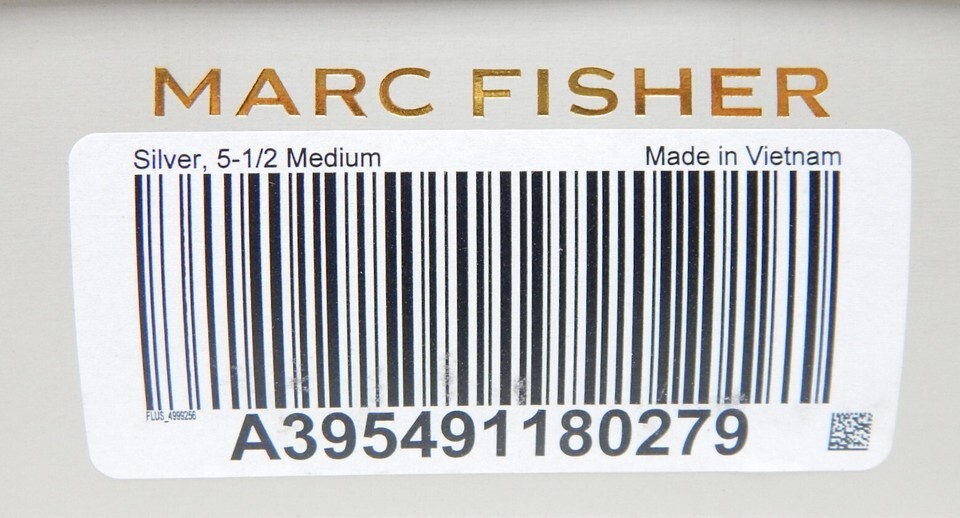 MARC FISHER
Silver, 5-1/2 Medium Made in Vietnam
FLUS_4999256
A395491180279